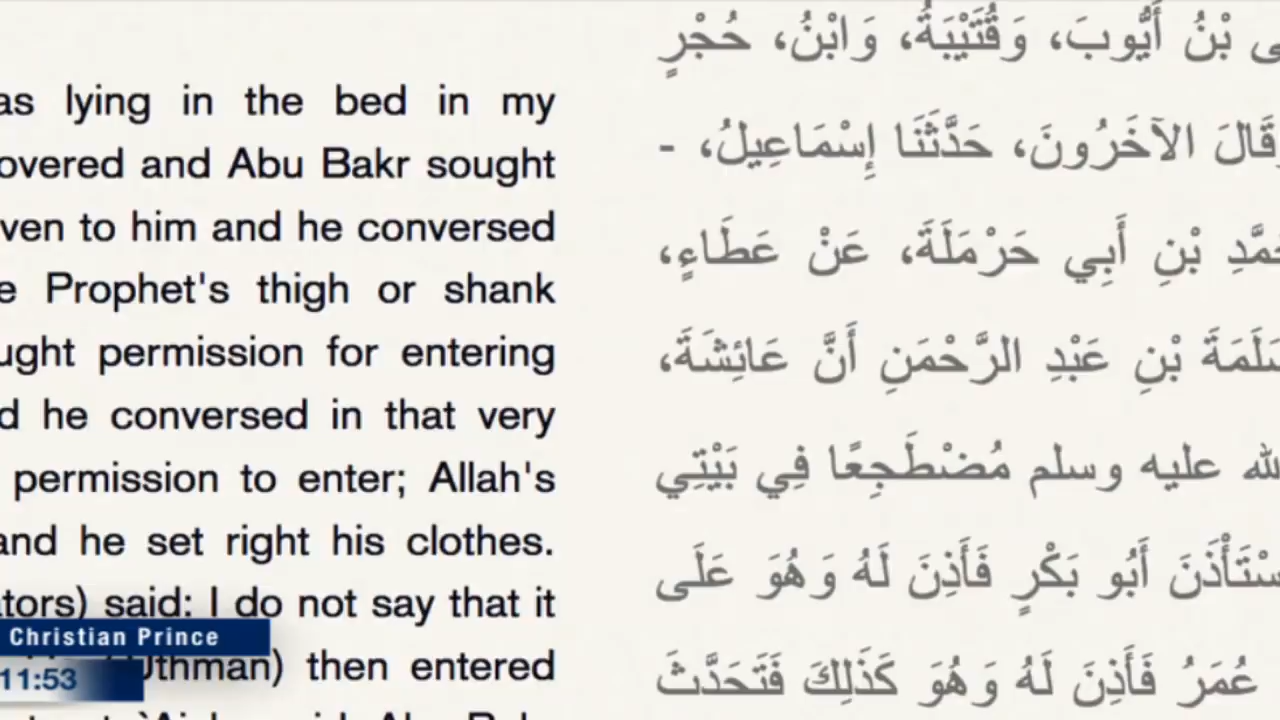 as lying in the bed in my
overed and Abu Bakr sought
ven to him and he conversed
e Prophet's thigh or shank
ught permission for entering
d he conversed in that very
permission to enter; Allah's
and he set right his clothes.
ators) said: I do not say that it
(Uthman) then entered
بْنُ أَيُّوبَ، وَقُتَيْبَةُ، وَابْنُ، حُجْرٍ
قَالَ الآخَرُونَ، حَدَّثَنَا إِسْمَاعِيلُ، -
حَمَّدِ بْنِ أَبِي حَرْمَلَةَ، عَنْ عَطَاءٍ،
سَلَمَةَ بْنِ عَبْدِ الرَّحْمَنِ أَنَّ عَائِشَةَ،
لله عليه وسلم مُضْطَجِعًا فِي بَيْتِي
سْتَأْذَنَ أَبُو بَكْرٍ فَأَذِنَ لَهُ وَهُوَ عَلَى
عُمَرُ فَأَذِنَ لَهُ وَهُوَ كَذَلِكَ فَتَحَدَّثَ
Christian Prince
11:53